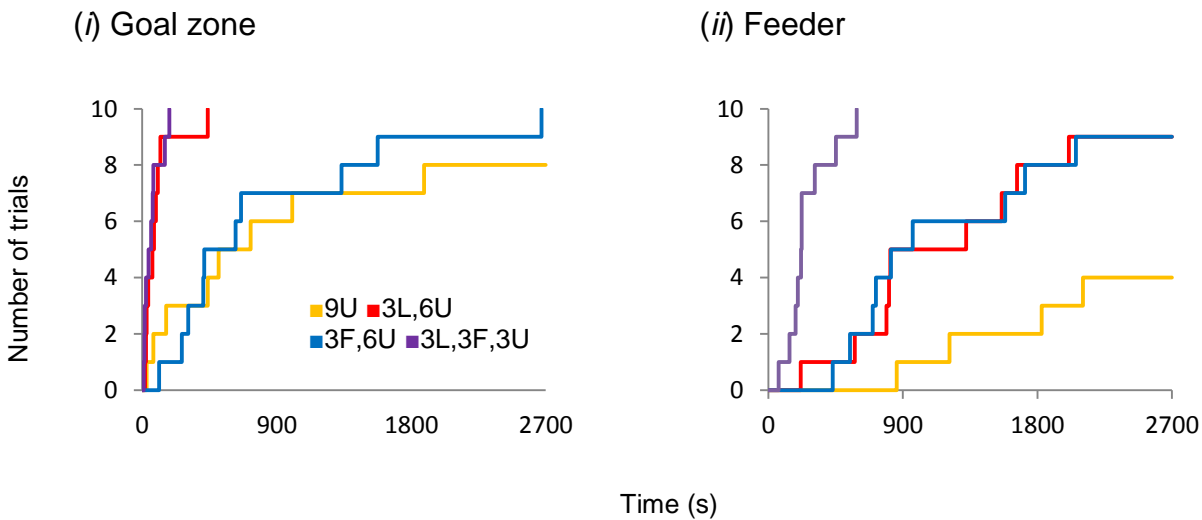 (i) Goal zone
(ii) Feeder
Number of trials
10
8
6
4
2
0
9U 3L,6U
3F,6U 3L,3F,3U
0 900 1800 2700
10
8
6
4
2
0
0 900 1800 2700
Time (s)